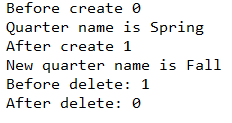 Before create 0
Quarter name is Spring
After create 1
New quarter name is Fall
Before delete: 1
After delete: 0